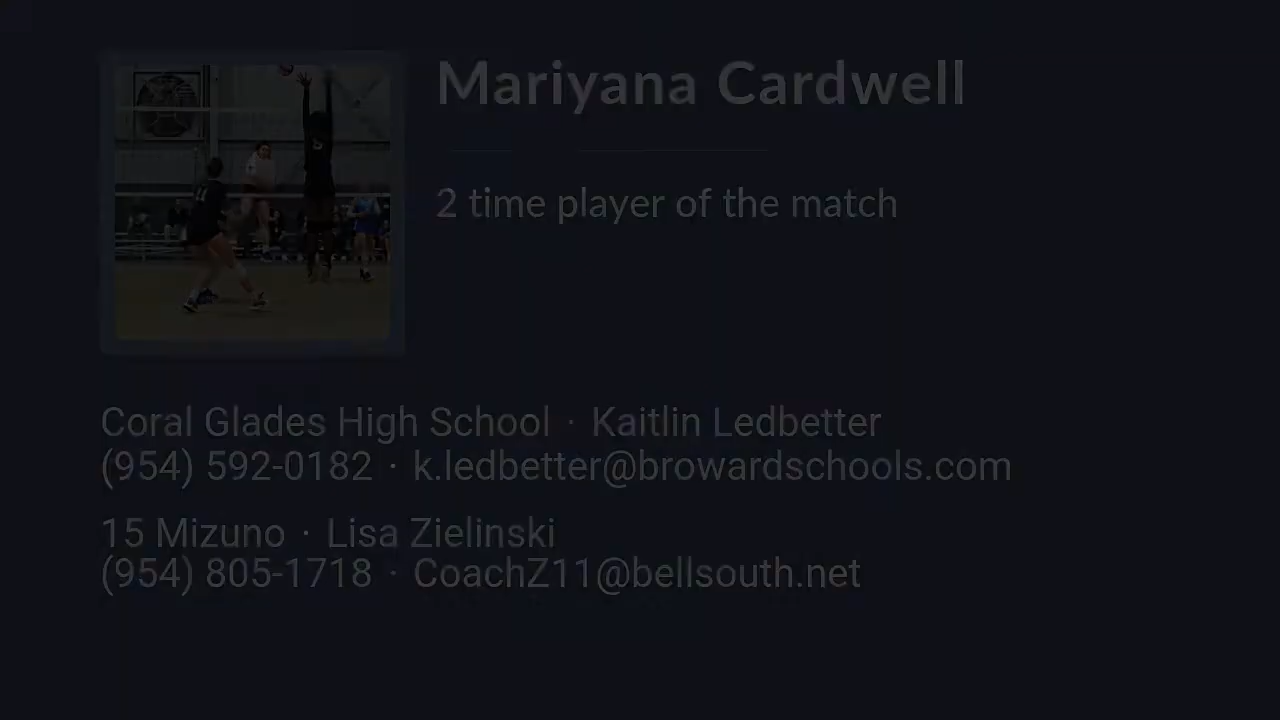 Mariyana Cardwell
2 time player of the match
Coral Glades High School · Kaitlin Ledbetter
(954) 592-0182 · k.ledbetter@browardschools.com
15 Mizuno · Lisa Zielinski
(954) 805-1718 · CoachZ11@bellsouth.net